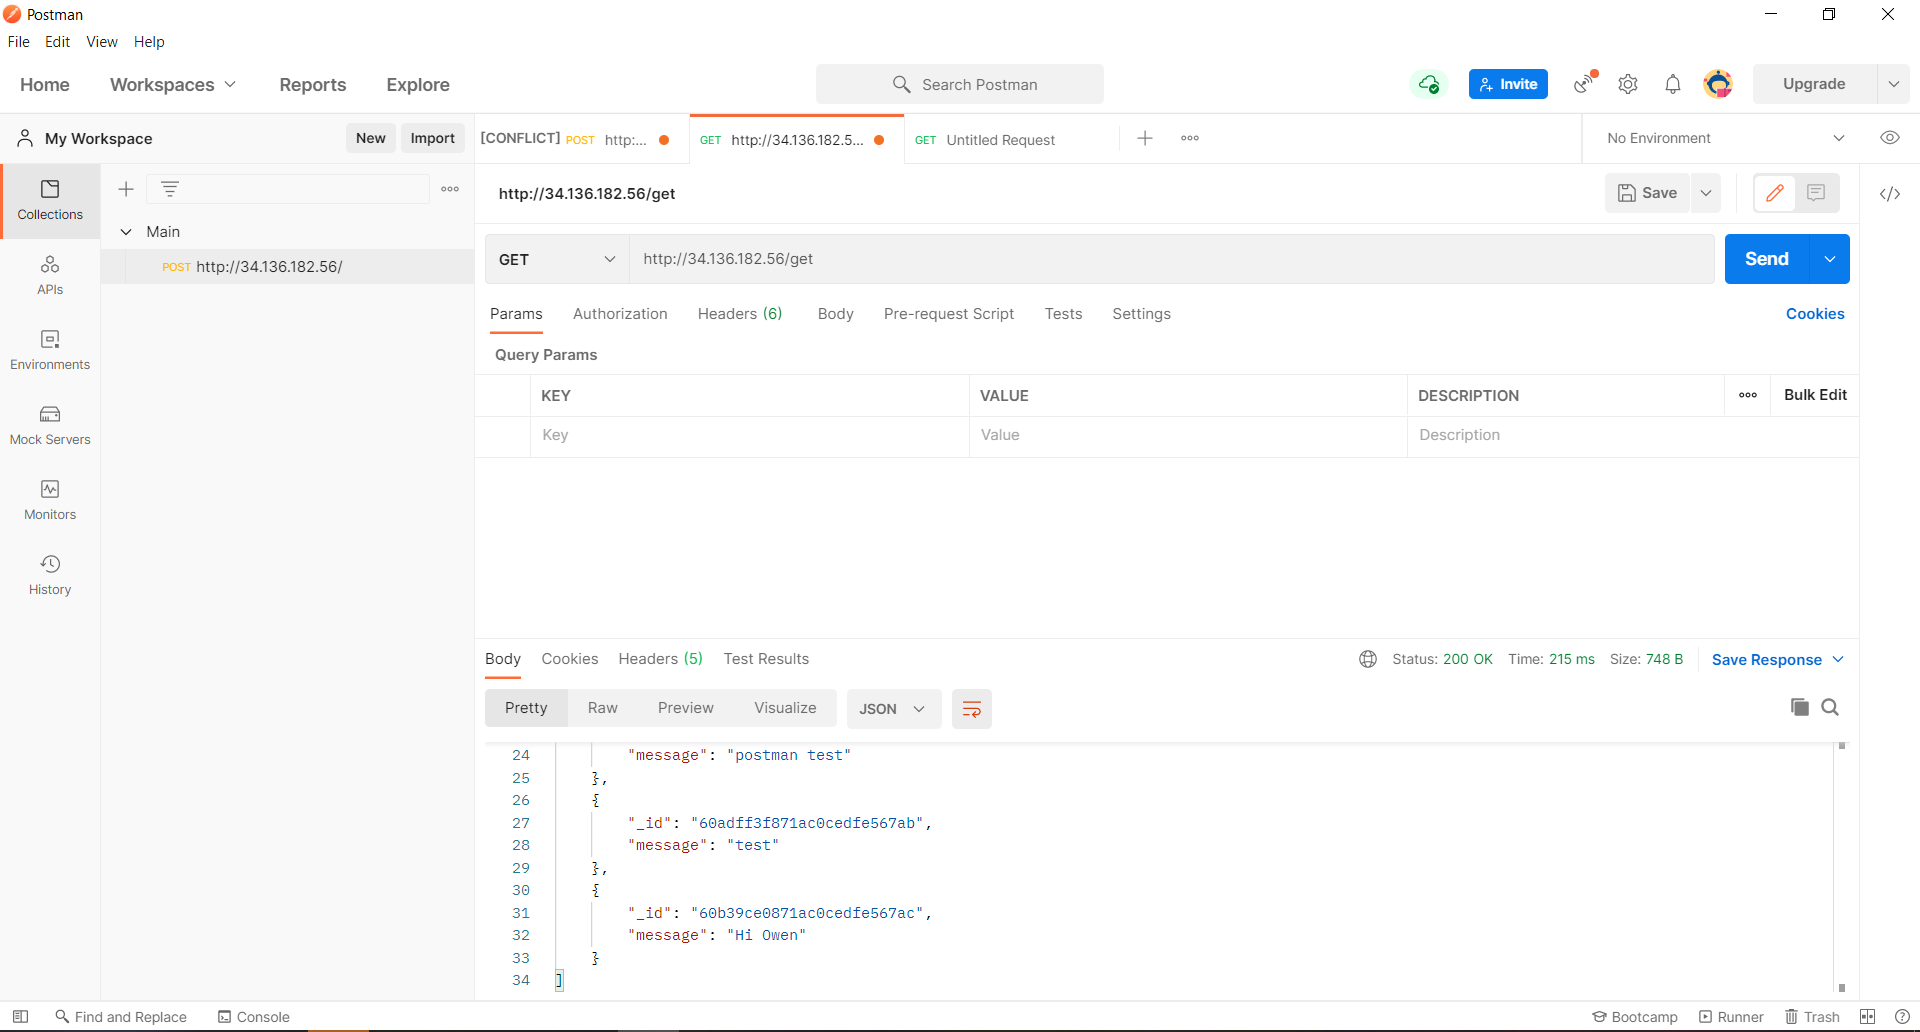 Postman
File Edit View Help
Home Workspaces Reports Explore Search Postman Invite Upgrade
My Workspace New Import [CONFLICT] POST http:... GET http://34.136.182.5... GET Untitled Request No Environment
http://34.136.182.56/get Save
Collections
Main
POST http://34.136.182.56/
GET http://34.136.182.56/get Send
APIs
Environments
Mock Servers
Monitors
History
Params Authorization Headers (6) Body Pre-request Script Tests Settings Cookies
Query Params
KEY VALUE DESCRIPTION Bulk Edit
Key Value Description
Body Cookies Headers (5) Test Results Status: 200 OK Time: 215 ms Size: 748 B Save Response
Pretty Raw Preview Visualize JSON
24 "message": "postman test"
25 },
26 {
27 "_id": "60adff3f871ac0cedfe567ab",
28 "message": "test"
29 },
30 {
31 "_id": "60b39ce0871ac0cedfe567ac",
32 "message": "Hi Owen"
33 }
34 ]
Find and Replace Console Bootcamp Runner Trash